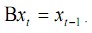 Bx_t = x_{t-1}.